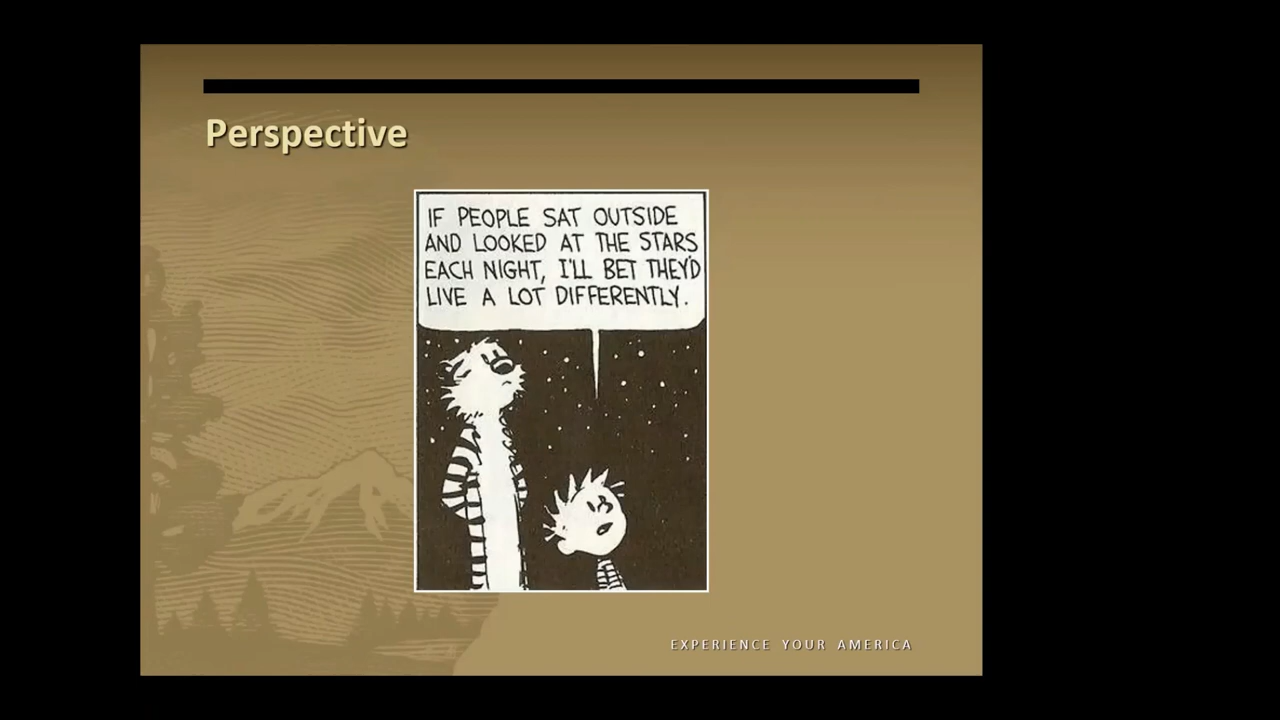 Perspective
IF PEOPLE SAT OUTSIDE
AND LOOKED AT THE STARS
EACH NIGHT, I'LL BET THEY'D
LIVE A LOT DIFFERENTLY.
EXPERIENCE YOUR AMERICA